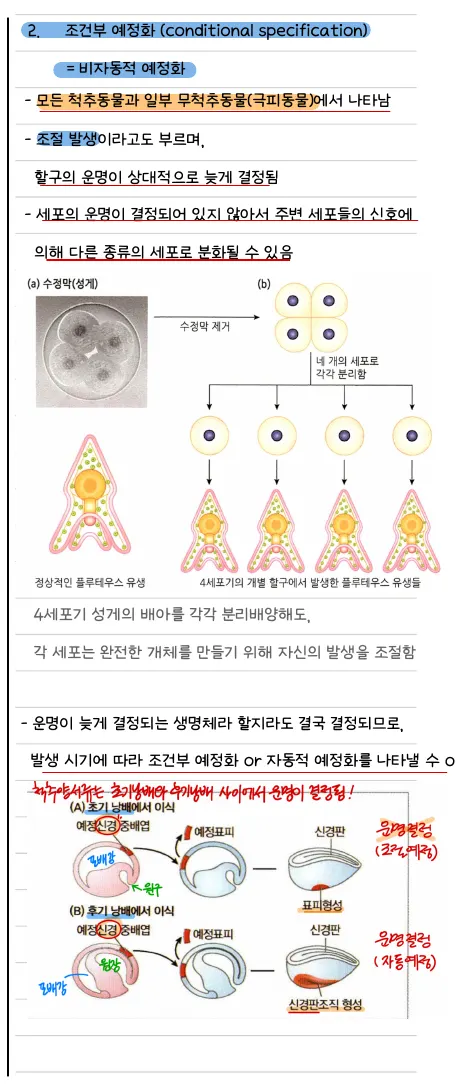 2. 조건부 예정화 (conditional specification)
= 비자동적 예정화
- 모든 척추동물과 일부 무척추동물(극피동물)에서 나타남
- 조절 발생이라고도 부르며,
할구의 운명이 상대적으로 늦게 결정됨
- 세포의 운명이 결정되어 있지 않아서 주변 세포들의 신호에
의해 다른 종류의 세포로 분화될 수 있음
(a) 수정막(성게)
(b)
수정막 제거
네 개의 세포로
각각 분리함
정상적인 플루테우스 유생
4세포기의 개별 할구에서 발생한 플루테우스 유생들
4세포기 성게의 배아를 각각 분리배양해도,
각 세포는 완전한 개체를 만들기 위해 자신의 발생을 조절함
- 운명이 늦게 결정되는 생명체라 할지라도 결국 결정되므로,
발생 시기에 따라 조건부 예정화 or 자동적 예정화를 나타낼 수 o
초기낭배와 후기낭배 사이에서 운명이 결정됨!
(A) 초기 낭배에서 이식
예정신경 중배엽
예정표피
신경판
운명결정
(조건예정)
포배강
원구
표피형성
(B) 후기 낭배에서 이식
예정신경 중배엽
예정표피
신경판
운명결정
(자동예정)
원장
포배강
신경판조직 형성